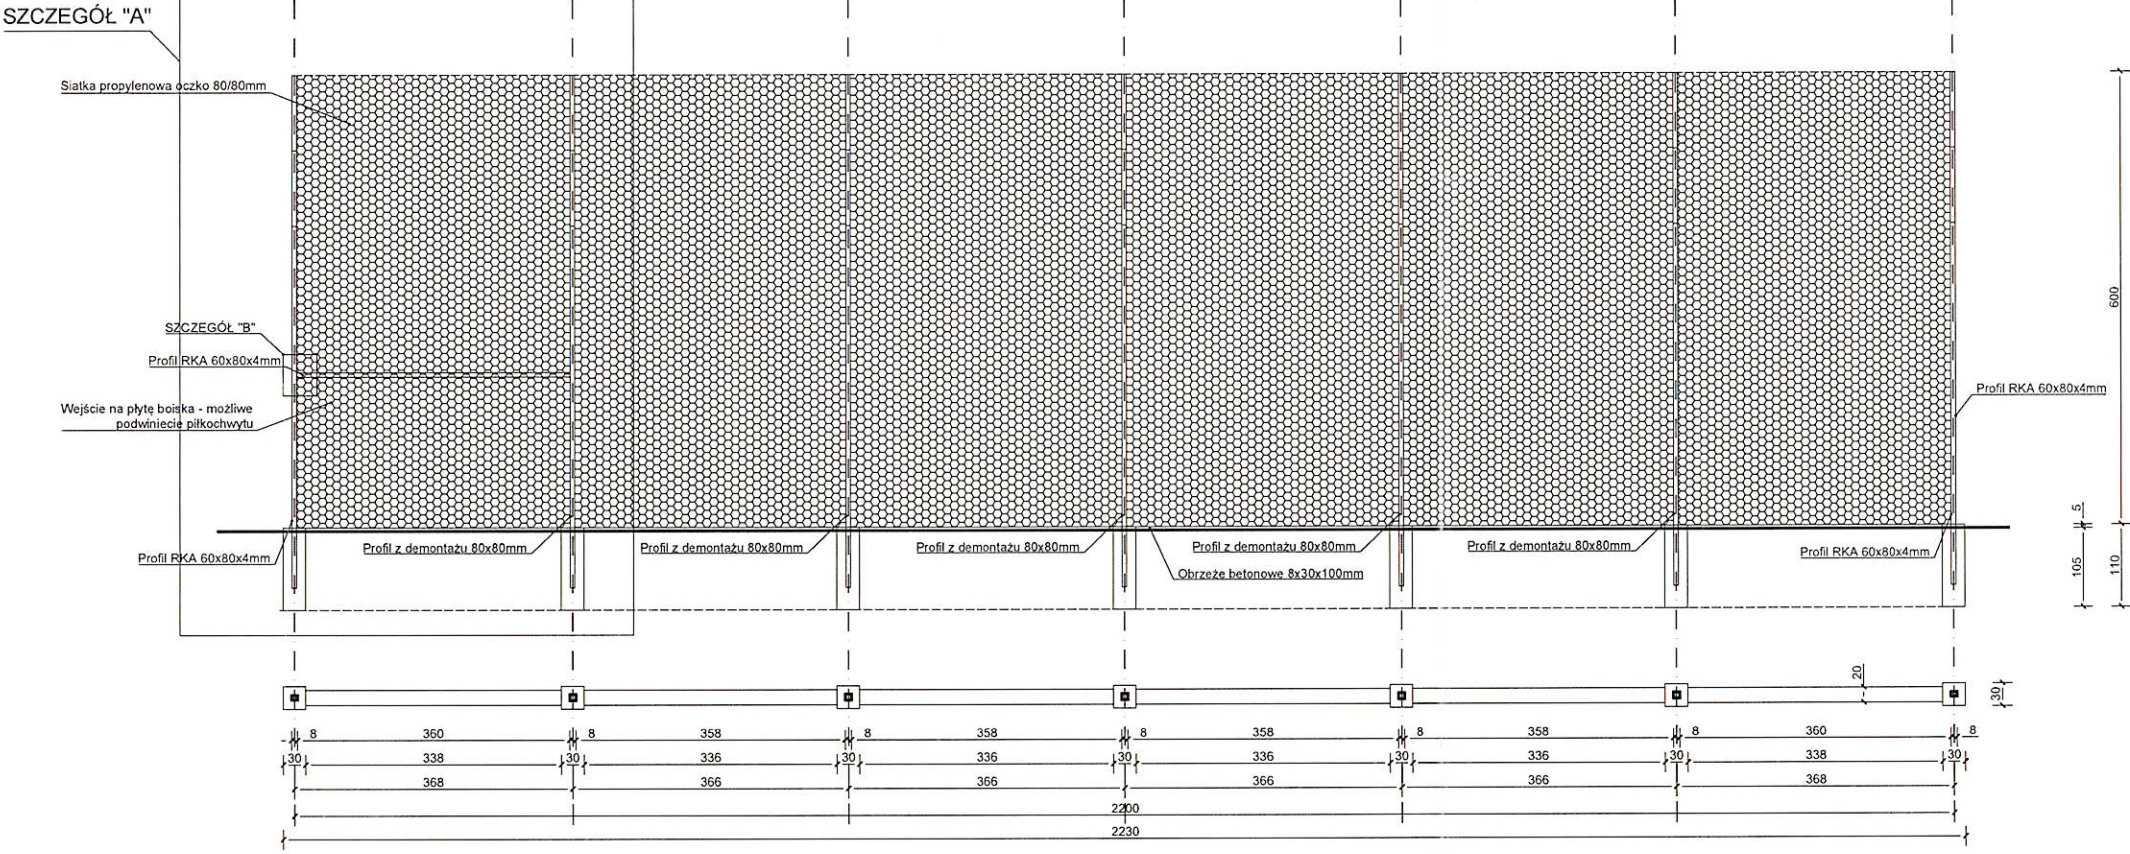 SZCZEGÓŁ "A"
Siatka propylenowa oczko 80/80mm
SZCZEGÓŁ "B"
Profil RKA 60x80x4mm
Wejście na płytę boiska - możliwe
podwiniecie piłkochwytu
Profil RKA 60x80x4mm
600
5
105
110
Profil RKA 60x80x4mm
Profil z demontażu 80x80mm
Profil z demontażu 80x80mm
Profil z demontażu 80x80mm
Profil z demontażu 80x80mm
Profil z demontażu 80x80mm
Profil RKA 60x80x4mm
Obrzeże betonowe 8x30x100mm
20
30
8 360 8 358 8 358 8 358 8 358 8 360 8
30 338 30 336 30 336 30 336 30 336 30 338 30
368 366 366 366 366 368
2200
2230